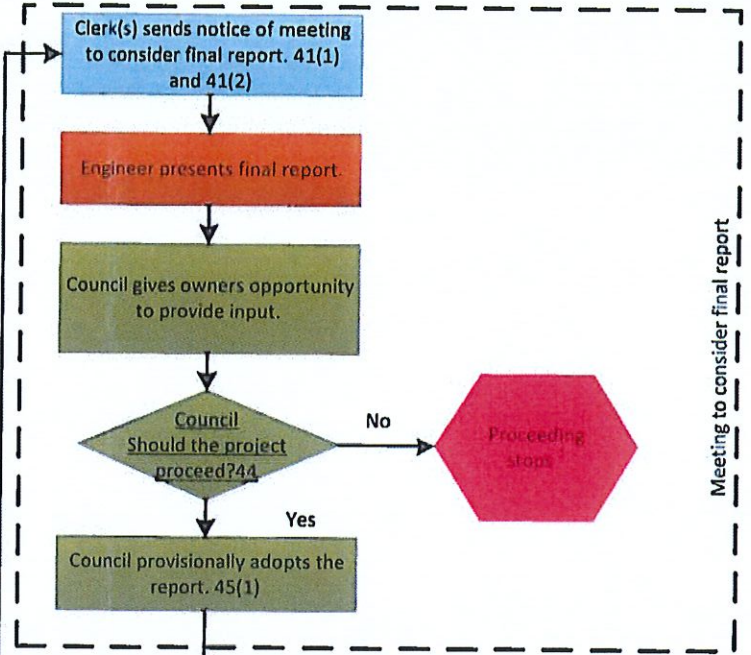 Clerk(s) sends notice of meeting
to consider final report. 41(1)
and 41(2)
Engineer presents final report.
Council gives owners opportunity
to provide input.
Council
Should the project
proceed?44
No
Proceeding
stops
Yes
Council provisionally adopts the
report. 45(1)
Meeting to consider final report